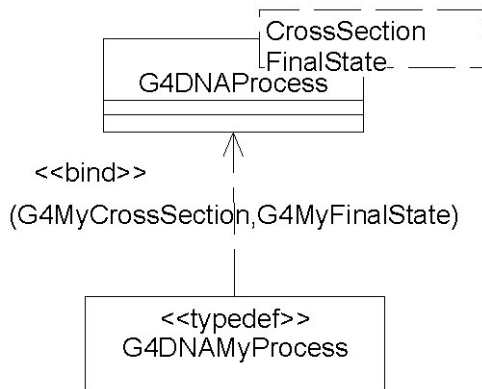 CrossSection
FinalState
G4DNAProcess
<<bind>>
(G4MyCrossSection,G4MyFinalState)
<<typedef>>
G4DNAMyProcess